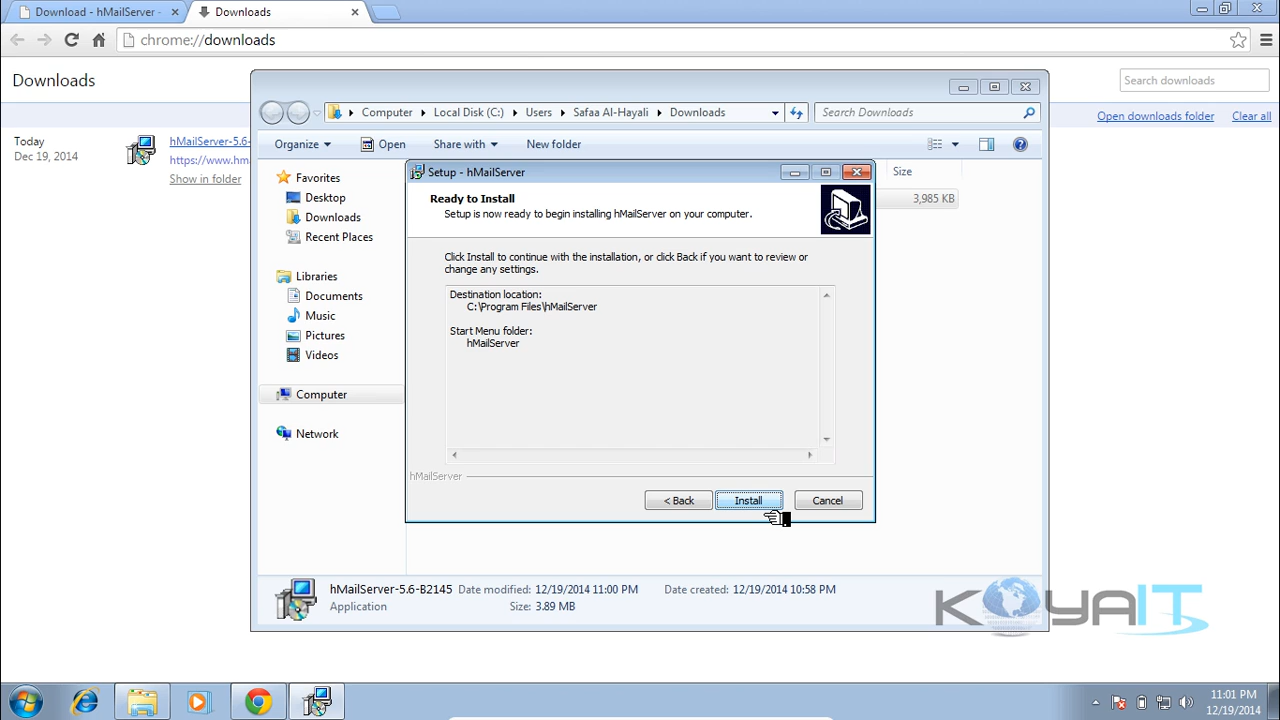 Download - hMailServer -
Downloads
chrome://downloads
Downloads
Search downloads
Open downloads folder
Clear all
Today
Dec 19, 2014
hMailServer-5.6-
https://www.hm
Show in folder
Computer
Local Disk (C:)
Users
Safaa Al-Hayali
Downloads
Search Downloads
Organize
Open
Share with
New folder
Favorites
Desktop
Downloads
Recent Places
Libraries
Documents
Music
Pictures
Videos
Computer
Network
Size
3,985 KB
Setup - hMailServer
Ready to Install
Setup is now ready to begin installing hMailServer on your computer.
Click Install to continue with the installation, or click Back if you want to review or
change any settings.
Destination location:
C:\Program Files\hMailServer
Start Menu folder:
hMailServer
hMailServer
< Back
Install
Cancel
hMailServer-5.6-B2145
Date modified: 12/19/2014 11:00 PM
Date created: 12/19/2014 10:58 PM
Application
Size: 3.89 MB
KOYAIT
11:01 PM
12/19/2014